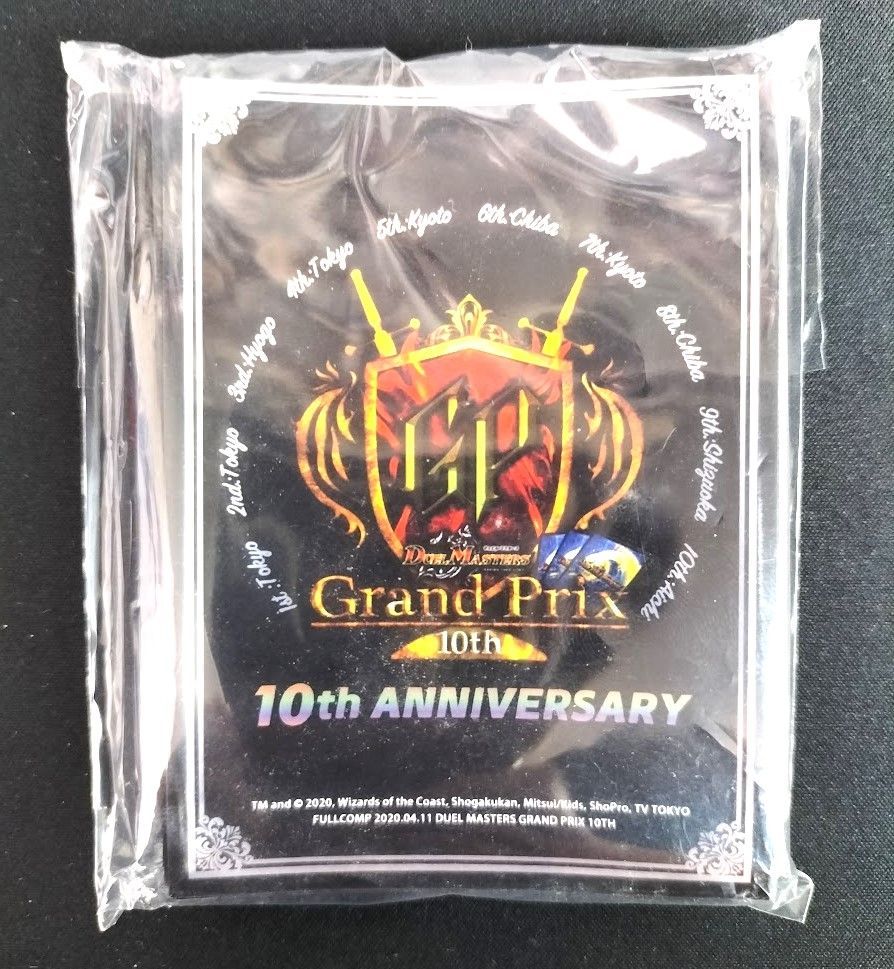 1st:Tokyo
2nd:Tokyo
3rd:Hyogo
4th:Tokyo
5th:Kyoto
6th:Chiba
7th:Kyoto
8th:Chiba
9th:Shizuoka
10th:Aichi
GP
DUEL MASTERS
Grand Prix
10th
10th ANNIVERSARY
TM and © 2020, Wizards of the Coast, Shogakukan, Mitsui/Kids, ShoPro, TV TOKYO
FULLCOMP 2020.04.11 DUEL MASTERS GRAND PRIX 10TH